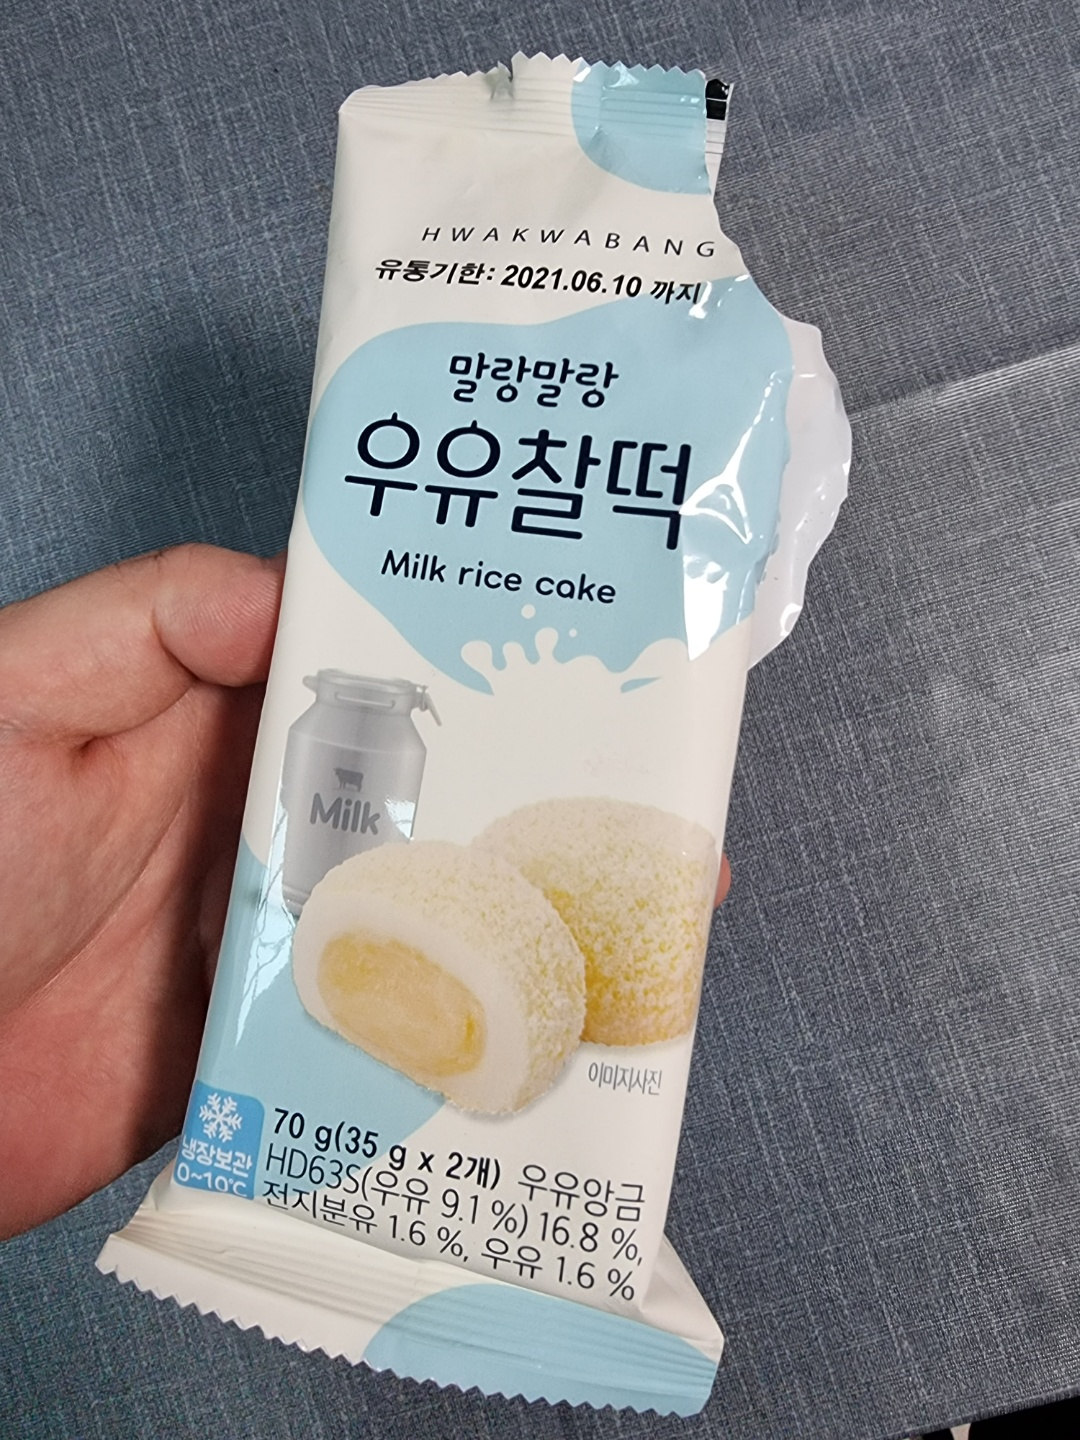 HWAKWABANG
유통기한: 2021.06.10 까지
말랑말랑
우유찰떡
Milk rice cake
Milk
이미지사진
냉장보관
0~10℃
70 g(35 g x 2개) 우유앙금
HD63S(우유 9.1 %) 16.8 %,
전지분유 1.6 %, 우유 1.6 %